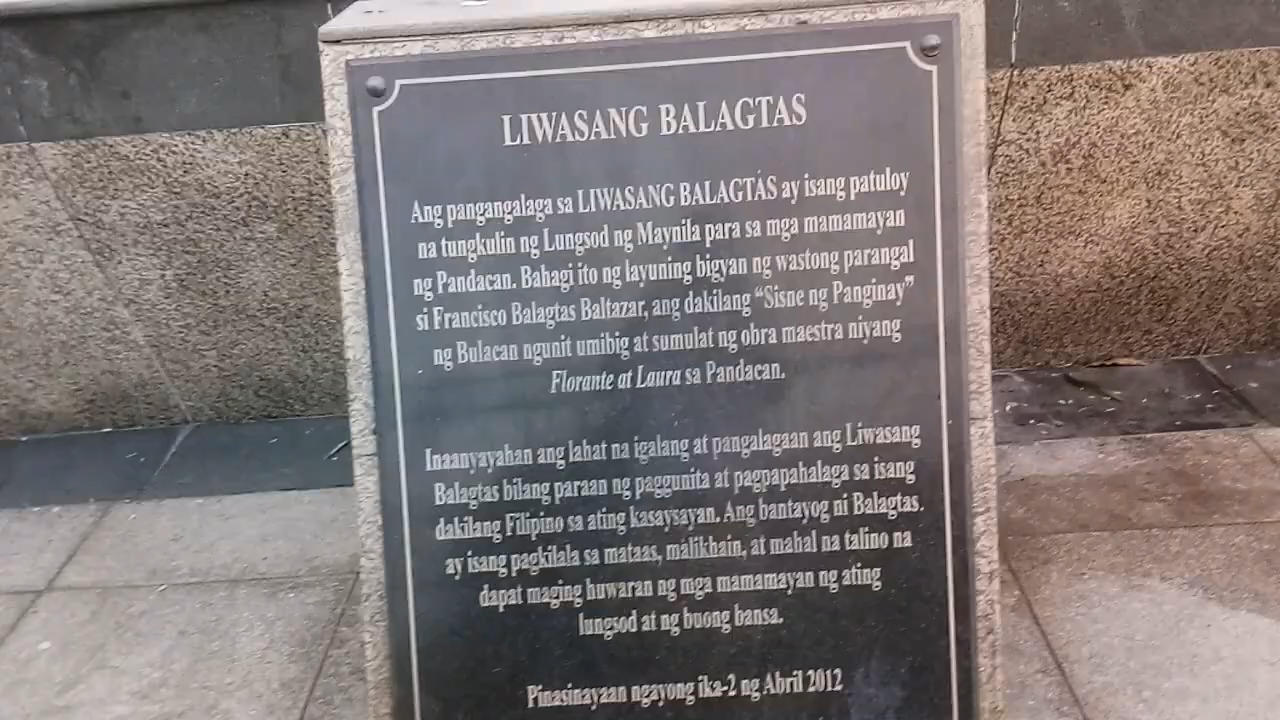 LIWASANG BALAGTAS
Ang pangangalaga sa LIWASANG BALAGTAS ay isang patuloy
na tungkulin ng Lungsod ng Maynila para sa mga mamamayan
ng Pandacan. Bahagi ito ng layuning bigyan ng wastong parangal
si Francisco Balagtas Baltazar, ang dakilang “Sisne ng Panginay”
ng Bulacan ngunit umibig at sumulat ng obra maestra niyang
Florante at Laura sa Pandacan.
Inaanyayahan ang lahat na igalang at pangalagaan ang Liwasang
Balagtas bilang paraan ng paggunita at pagpapahalaga sa isang
dakilang Filipino sa ating kasaysayan. Ang bantayog ni Balagtas.
ay isang pagkilala sa mataas, malikhain, at mahal na talino na
dapat maging huwaran ng mga mamamayan ng ating
lungsod at ng buong bansa.
Pinasinayaan ngayong ika-2 ng Abril 2012